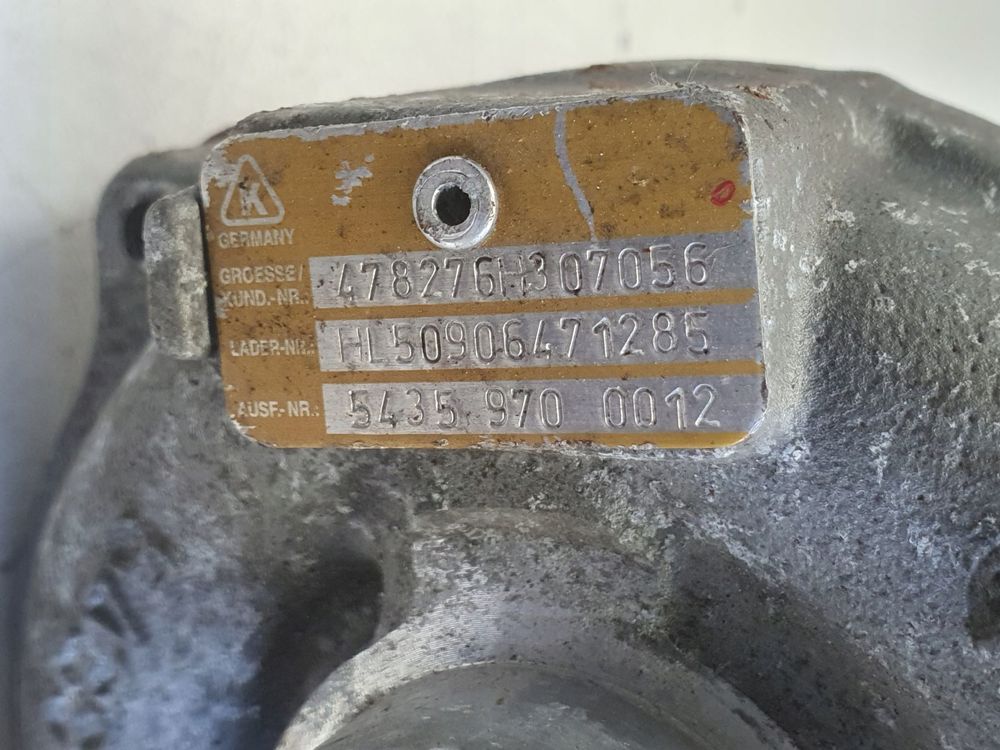 K
GERMANY
GROESSE/
KUND.-NR.: 478276H307056
LADER-NR.: HL50906471285
AUSF.-NR.: 5435 970 0012